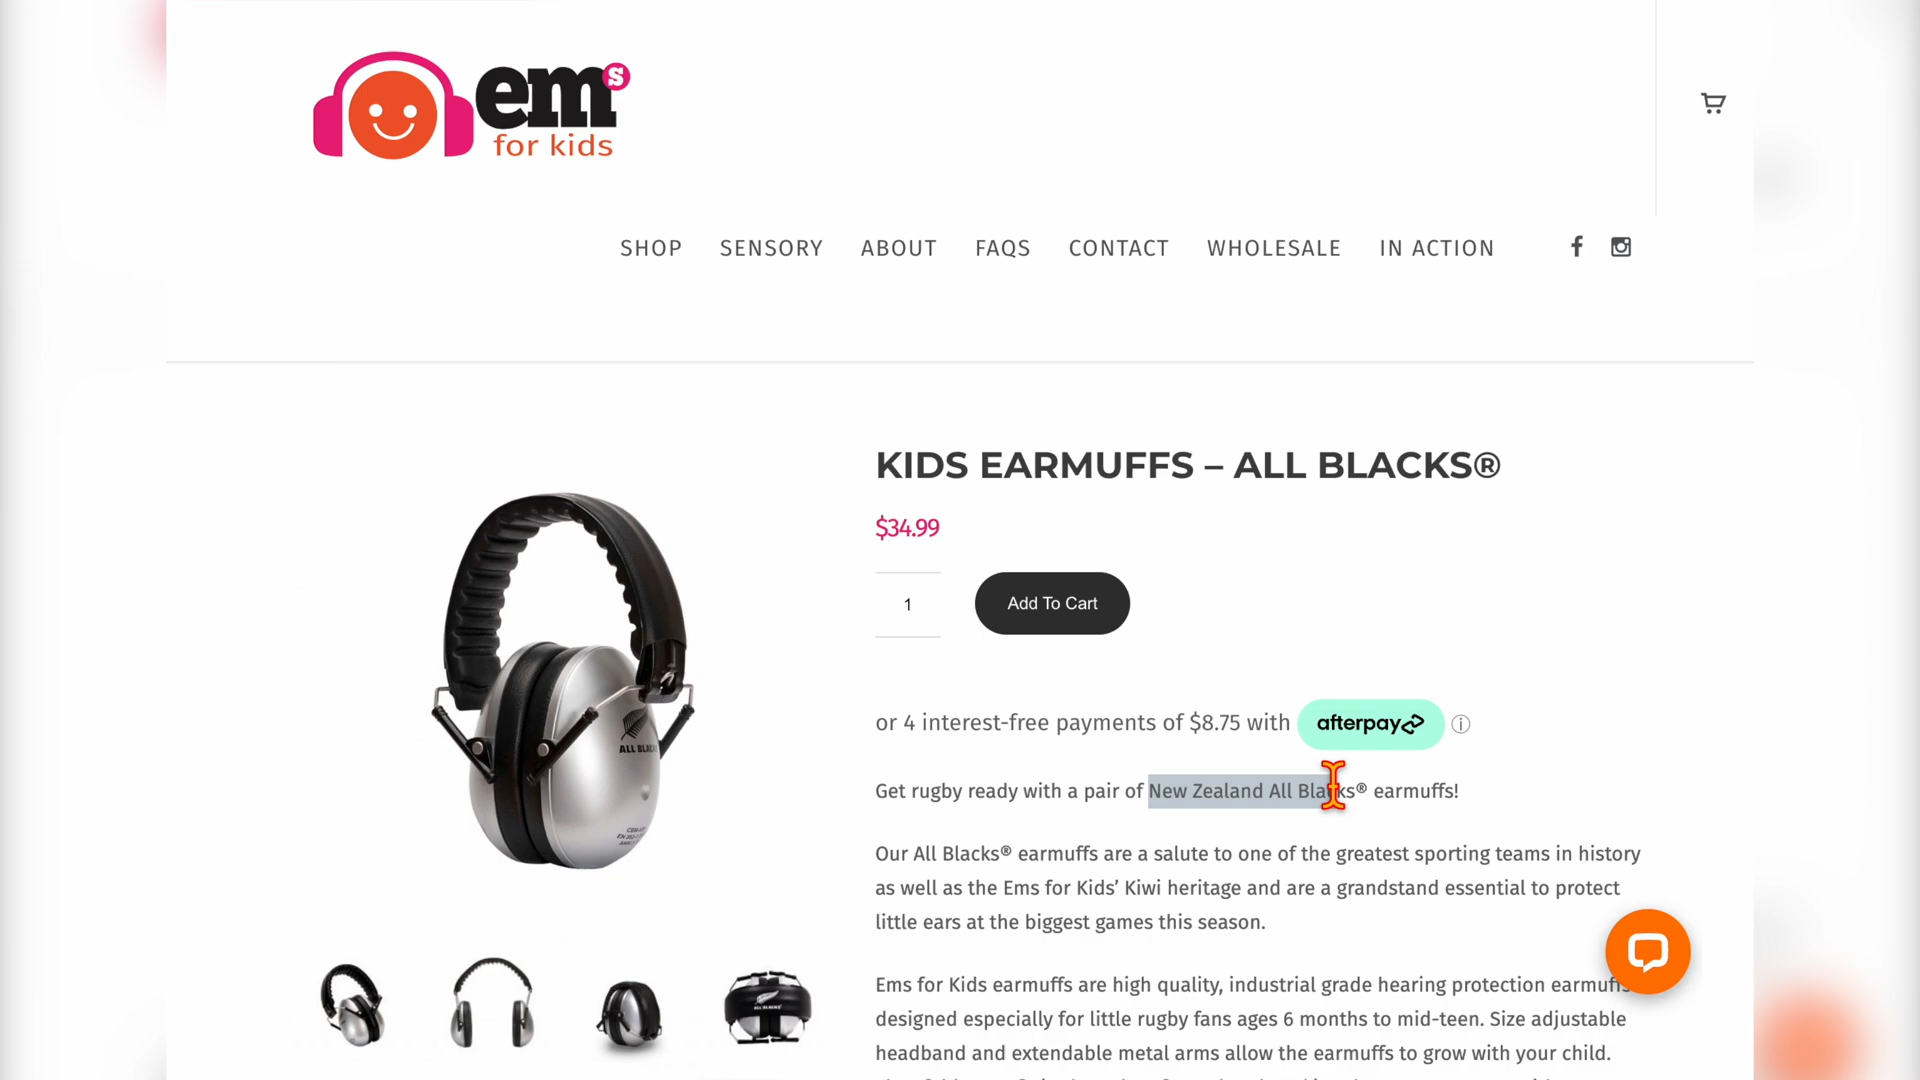 em s
for kids
SHOP SENSORY ABOUT FAQS CONTACT WHOLESALE IN ACTION
KIDS EARMUFFS – ALL BLACKS®
$34.99
1
Add To Cart
ALL BLACKS
or 4 interest-free payments of $8.75 with afterpay
Get rugby ready with a pair of New Zealand All Blacks® earmuffs!
Our All Blacks® earmuffs are a salute to one of the greatest sporting teams in history
as well as the Ems for Kids’ Kiwi heritage and are a grandstand essential to protect
little ears at the biggest games this season.
Ems for Kids earmuffs are high quality, industrial grade hearing protection earmuffs
designed especially for little rugby fans ages 6 months to mid-teen. Size adjustable
headband and extendable metal arms allow the earmuffs to grow with your child.
ALL BLACKS